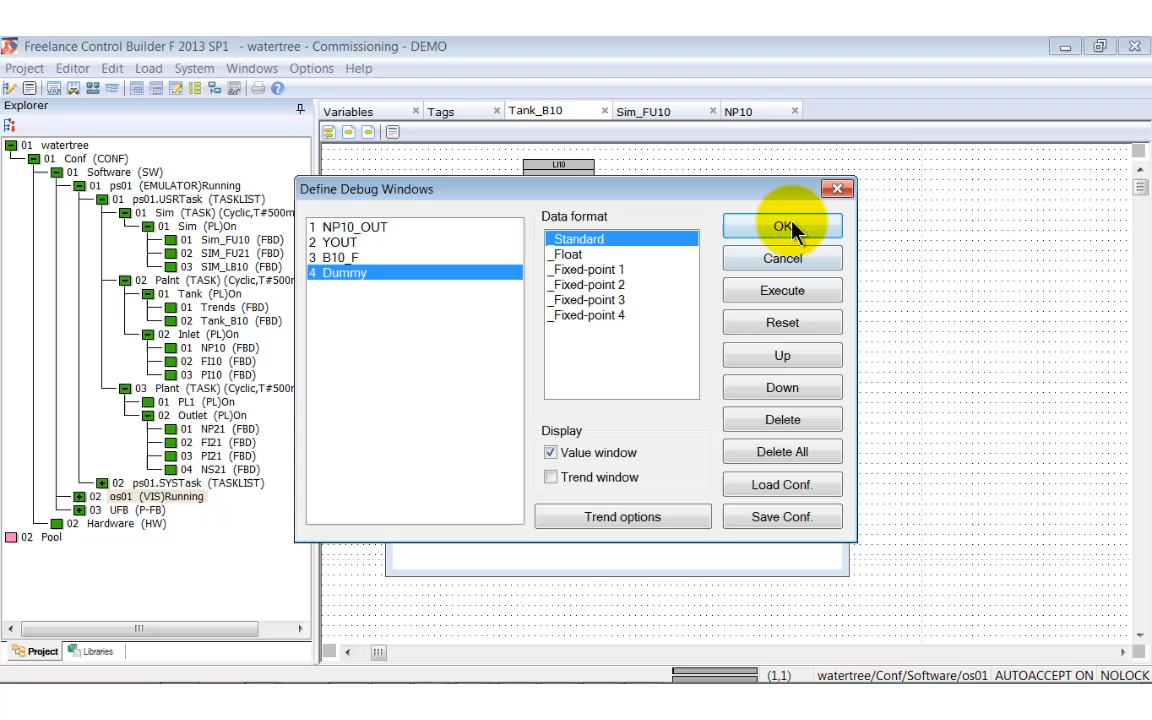 Freelance Control Builder F 2013 SP1 - watertree - Commissioning - DEMO
Project Editor Edit Load System Windows Options Help
Explorer
Variables Tags Tank_B10 Sim_FU10 NP10
01 watertree
01 Conf (CONF)
01 Software (SW)
01 ps01 (EMULATOR)Running
01 ps01.USRTask (TASKLIST)
01 Sim (TASK) (Cyclic,T#500m
01 Sim (PL)On
01 Sim_FU10 (FBD)
02 SIM_FU21 (FBD)
03 SIM_LB10 (FBD)
02 Palnt (TASK) (Cyclic,T#500r
01 Tank (PL)On
01 Trends (FBD)
02 Tank_B10 (FBD)
02 Inlet (PL)On
01 NP10 (FBD)
02 FI10 (FBD)
03 PI10 (FBD)
03 Plant (TASK) (Cyclic,T#500r
01 PL1 (PL)On
02 Outlet (PL)On
01 NP21 (FBD)
02 FI21 (FBD)
03 PI21 (FBD)
04 NS21 (FBD)
02 ps01.SYSTask (TASKLIST)
02 os01 (VIS)Running
03 UFB (P-FB)
02 Hardware (HW)
02 Pool
Project Libraries
LI10
Define Debug Windows
1 NP10_OUT
2 YOUT
3 B10_F
4 Dummy
Data format
_Standard
_Float
_Fixed-point 1
_Fixed-point 2
_Fixed-point 3
_Fixed-point 4
Display
Value window
Trend window
Trend options
OK
Cancel
Execute
Reset
Up
Down
Delete
Delete All
Load Conf.
Save Conf.
(1,1) watertree/Conf/Software/os01 AUTOACCEPT ON NOLOCK